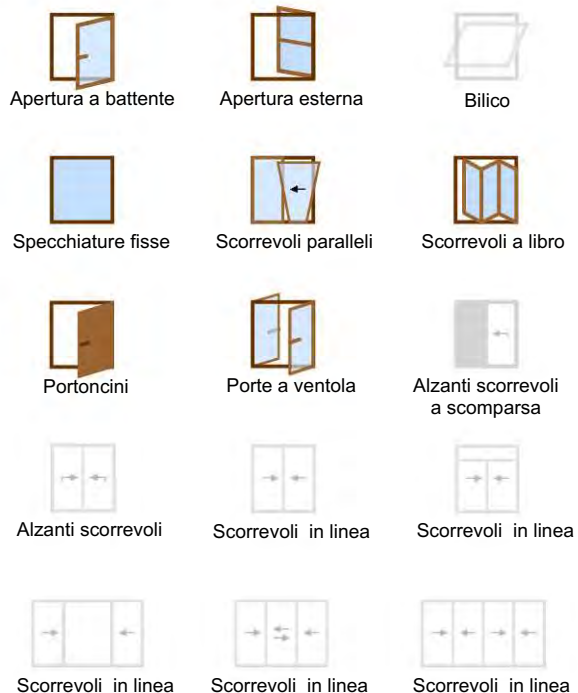 Apertura a battente
Apertura esterna
Bilico
Specchiature fisse
Scorrevoli paralleli
Scorrevoli a libro
Portoncini
Porte a ventola
Alzanti scorrevoli
a scomparsa
Alzanti scorrevoli
Scorrevoli in linea
Scorrevoli in linea
Scorrevoli in linea
Scorrevoli in linea
Scorrevoli in linea